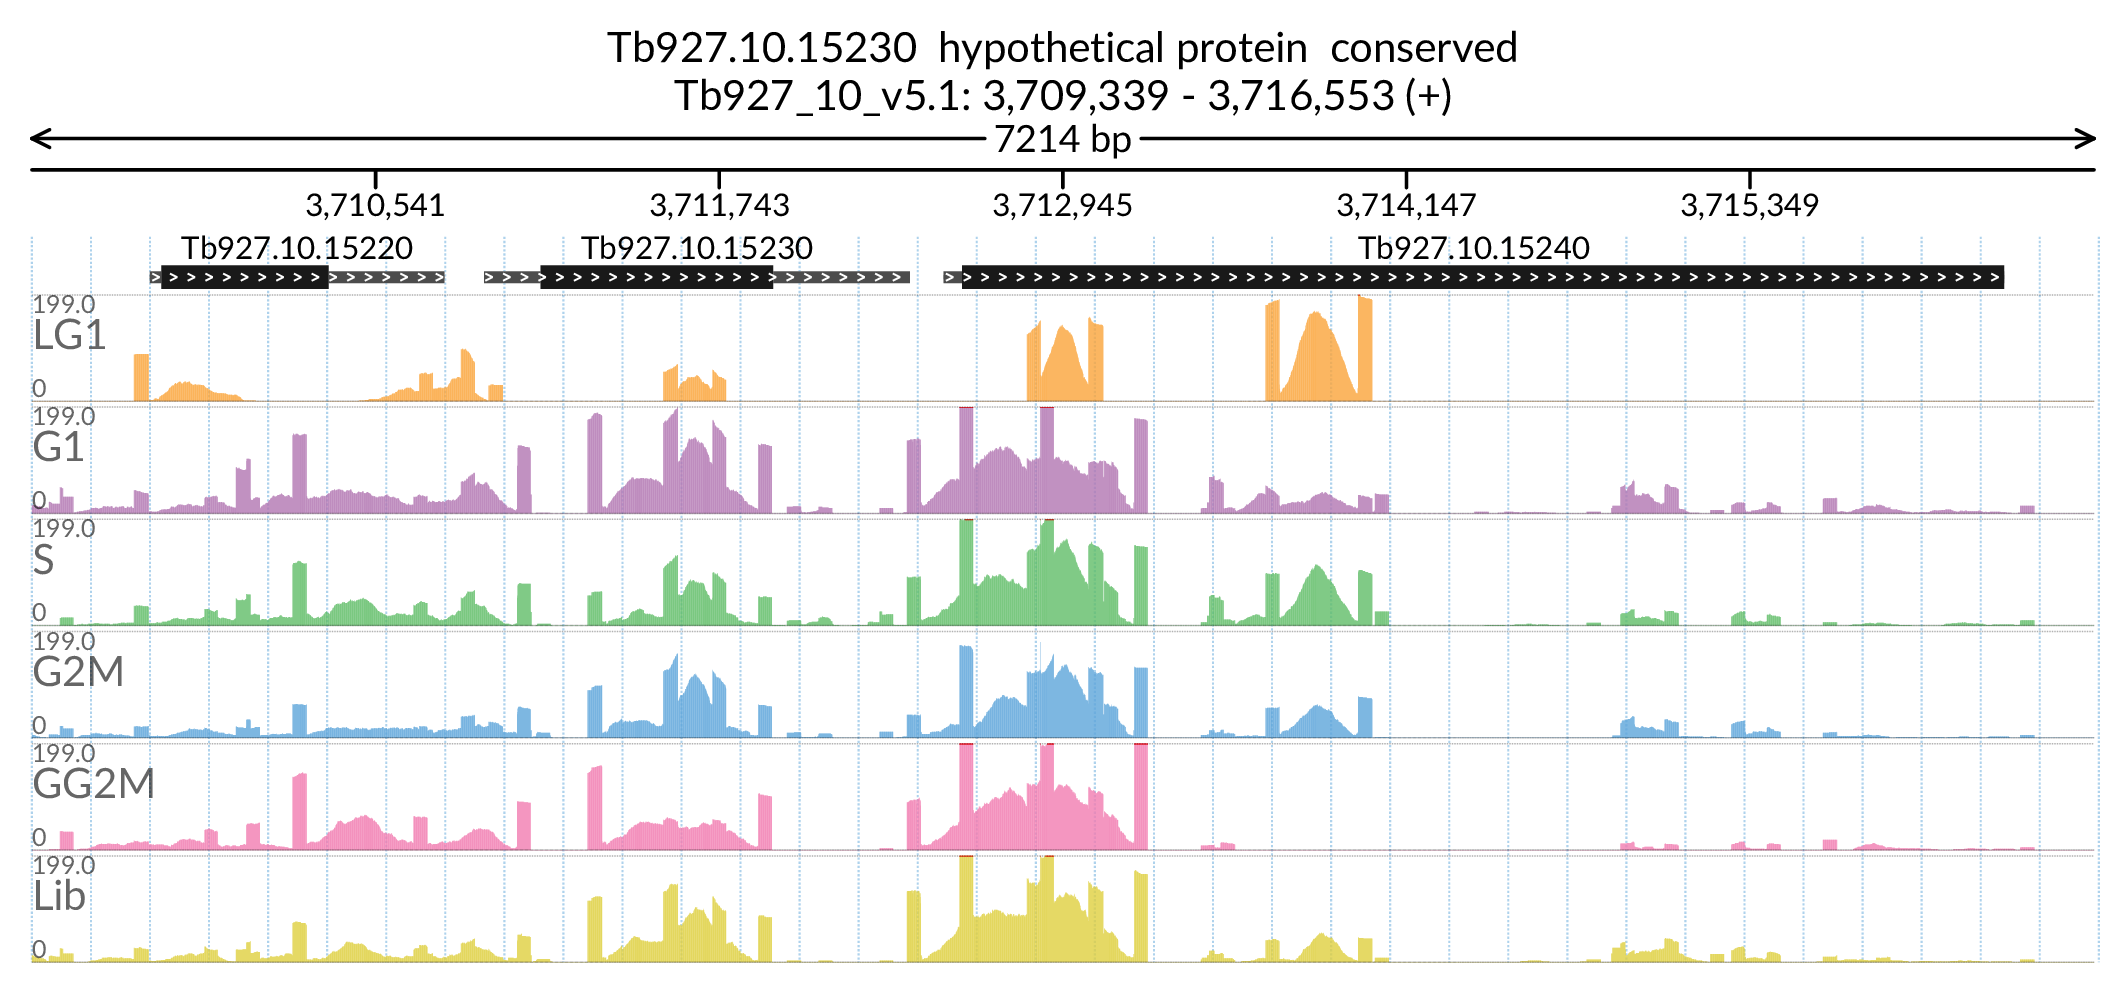 Tb927.10.15230  hypothetical protein  conserved
Tb927_10_v5.1: 3,709,339 - 3,716,553 (+)
7214 bp
3,710,541 3,711,743 3,712,945 3,714,147 3,715,349
Tb927.10.15220 Tb927.10.15230 Tb927.10.15240
199.0
LG1
0
199.0
G1
0
199.0
S
0
199.0
G2M
0
199.0
GG2M
0
199.0
Lib
0